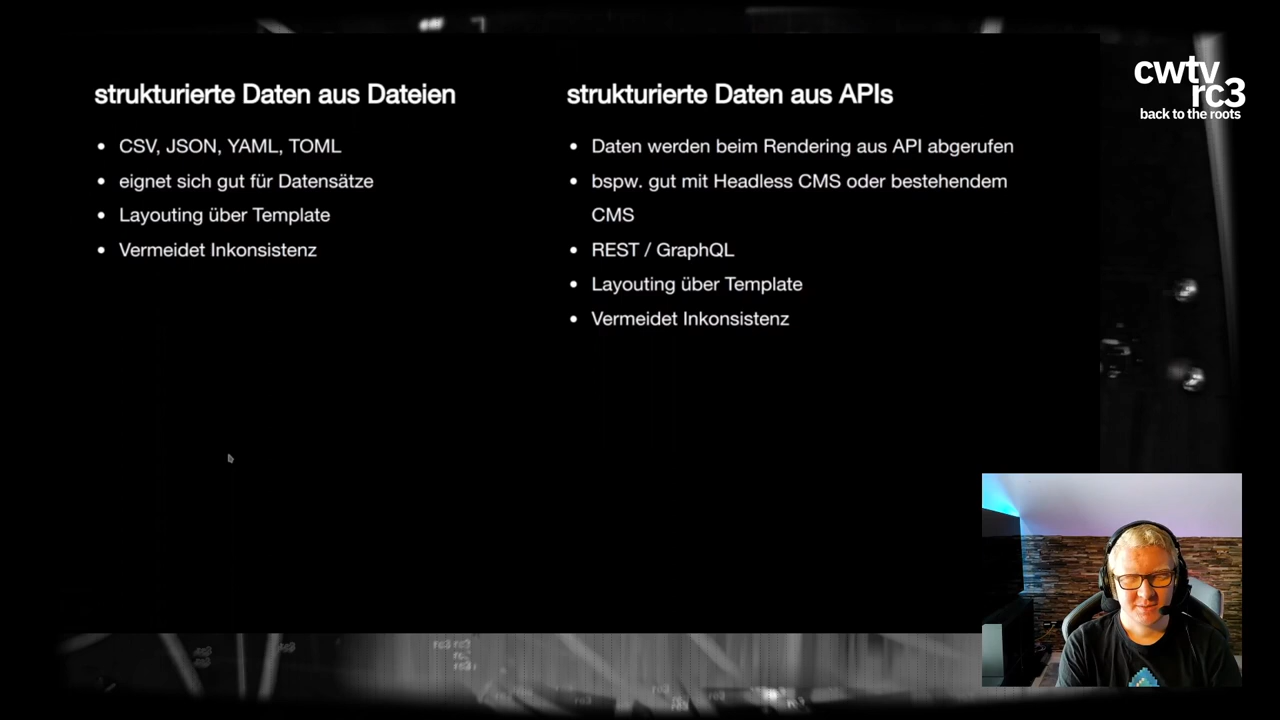 strukturierte Daten aus Dateien
• CSV, JSON, YAML, TOML
• eignet sich gut für Datensätze
• Layouting über Template
• Vermeidet Inkonsistenz
strukturierte Daten aus APIs
• Daten werden beim Rendering aus API abgerufen
• bspw. gut mit Headless CMS oder bestehendem
CMS
• REST / GraphQL
• Layouting über Template
• Vermeidet Inkonsistenz
cwtv
rc3
back to the roots
rc3 rc3